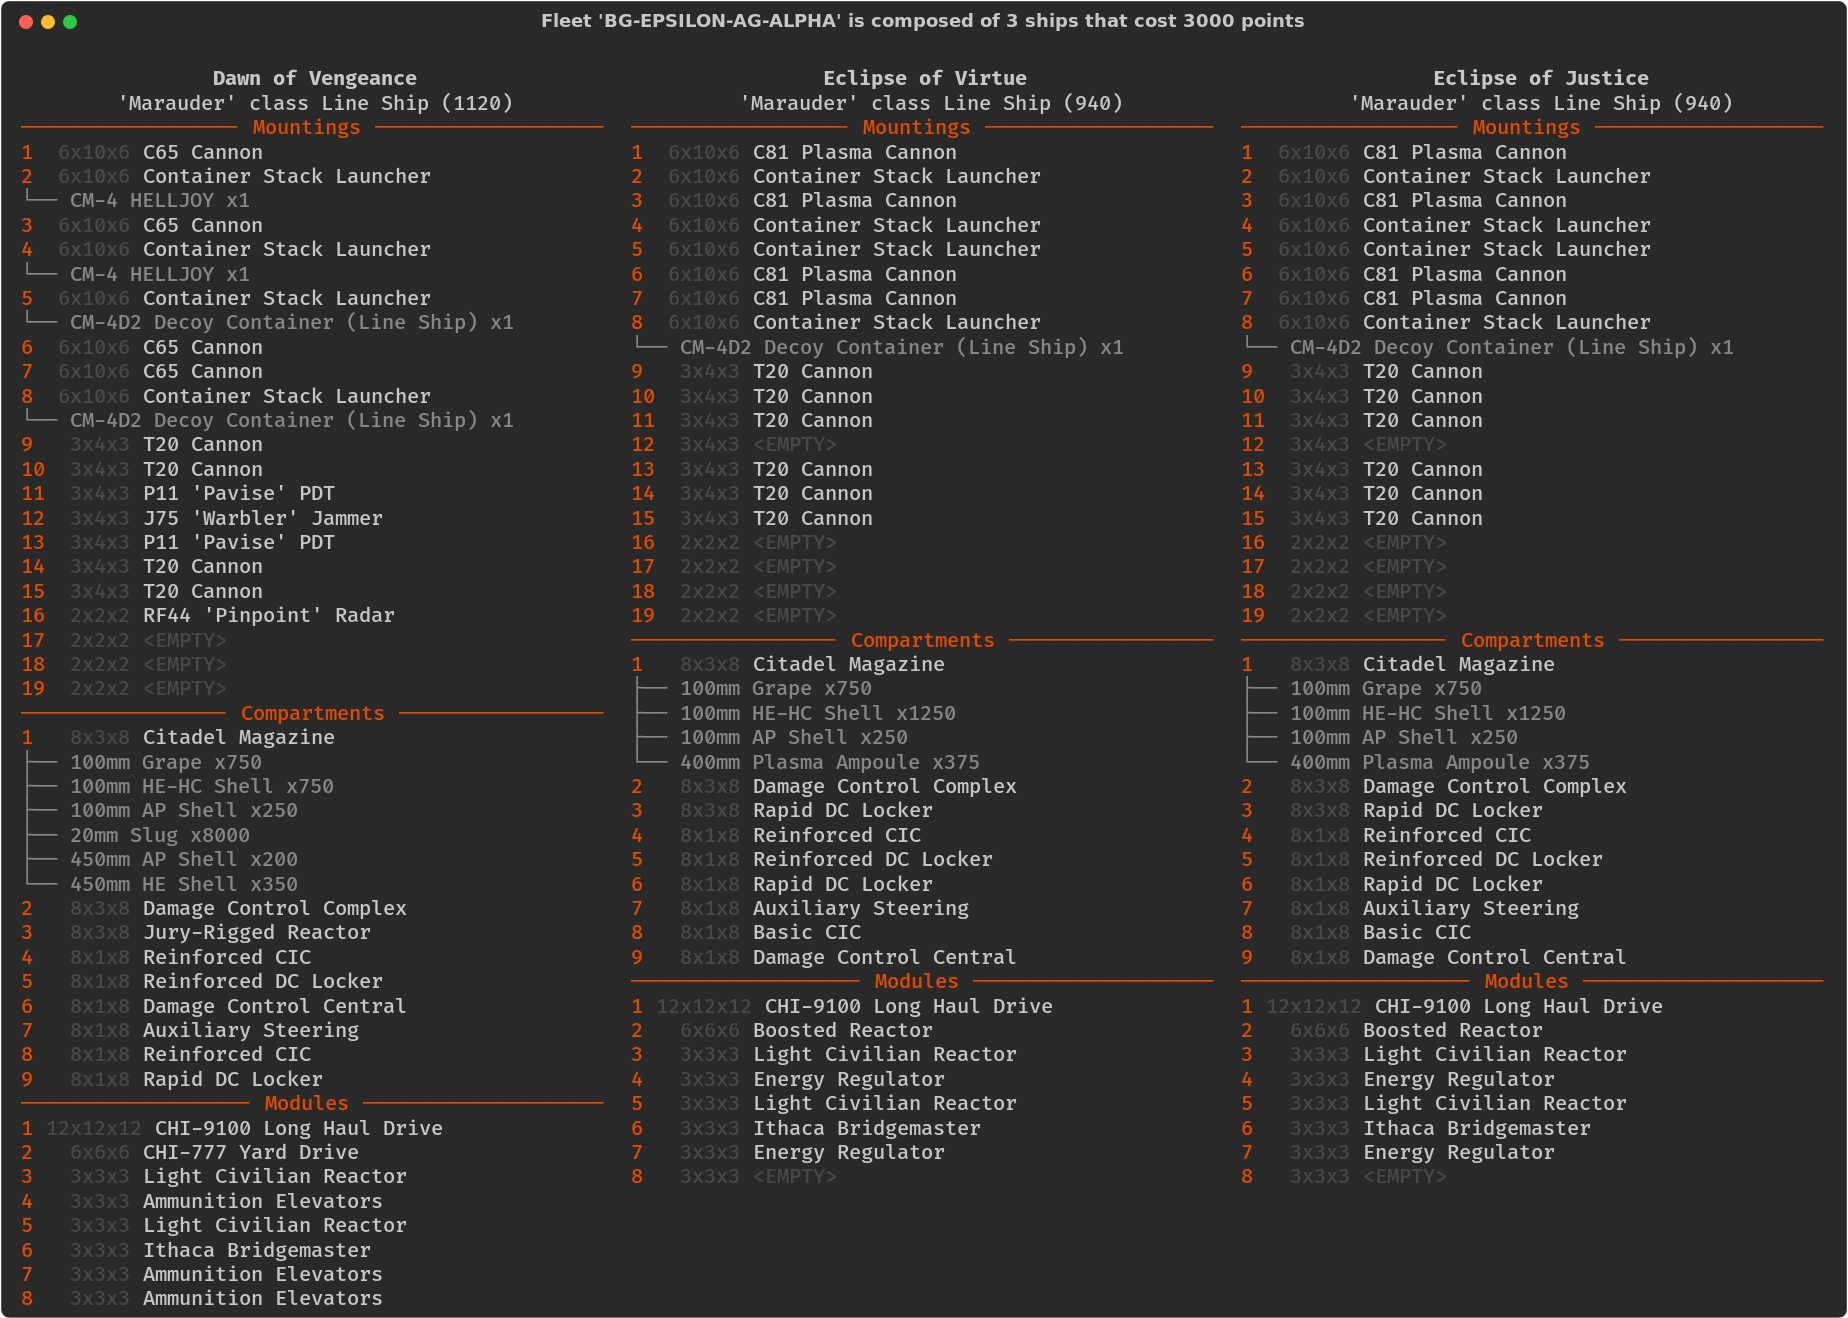 Fleet 'BG-EPSILON-AG-ALPHA' is composed of 3 ships that cost 3000 points
Dawn of Vengeance
'Marauder' class Line Ship (1120)
Mountings
1 6x10x6 C65 Cannon
2 6x10x6 Container Stack Launcher
└── CM-4 HELLJOY x1
3 6x10x6 C65 Cannon
4 6x10x6 Container Stack Launcher
└── CM-4 HELLJOY x1
5 6x10x6 Container Stack Launcher
└── CM-4D2 Decoy Container (Line Ship) x1
6 6x10x6 C65 Cannon
7 6x10x6 C65 Cannon
8 6x10x6 Container Stack Launcher
└── CM-4D2 Decoy Container (Line Ship) x1
9 3x4x3 T20 Cannon
10 3x4x3 T20 Cannon
11 3x4x3 P11 'Pavise' PDT
12 3x4x3 J75 'Warbler' Jammer
13 3x4x3 P11 'Pavise' PDT
14 3x4x3 T20 Cannon
15 3x4x3 T20 Cannon
16 2x2x2 RF44 'Pinpoint' Radar
17 2x2x2 <EMPTY>
18 2x2x2 <EMPTY>
19 2x2x2 <EMPTY>
Compartments
1 8x3x8 Citadel Magazine
├── 100mm Grape x750
├── 100mm HE-HC Shell x750
├── 100mm AP Shell x250
├── 20mm Slug x8000
├── 450mm AP Shell x200
└── 450mm HE Shell x350
2 8x3x8 Damage Control Complex
3 8x3x8 Jury-Rigged Reactor
4 8x1x8 Reinforced CIC
5 8x1x8 Reinforced DC Locker
6 8x1x8 Damage Control Central
7 8x1x8 Auxiliary Steering
8 8x1x8 Reinforced CIC
9 8x1x8 Rapid DC Locker
Modules
1 12x12x12 CHI-9100 Long Haul Drive
2 6x6x6 CHI-777 Yard Drive
3 3x3x3 Light Civilian Reactor
4 3x3x3 Ammunition Elevators
5 3x3x3 Light Civilian Reactor
6 3x3x3 Ithaca Bridgemaster
7 3x3x3 Ammunition Elevators
8 3x3x3 Ammunition Elevators
Eclipse of Virtue
'Marauder' class Line Ship (940)
Mountings
1 6x10x6 C81 Plasma Cannon
2 6x10x6 Container Stack Launcher
3 6x10x6 C81 Plasma Cannon
4 6x10x6 Container Stack Launcher
5 6x10x6 Container Stack Launcher
6 6x10x6 C81 Plasma Cannon
7 6x10x6 C81 Plasma Cannon
8 6x10x6 Container Stack Launcher
└── CM-4D2 Decoy Container (Line Ship) x1
9 3x4x3 T20 Cannon
10 3x4x3 T20 Cannon
11 3x4x3 T20 Cannon
12 3x4x3 <EMPTY>
13 3x4x3 T20 Cannon
14 3x4x3 T20 Cannon
15 3x4x3 T20 Cannon
16 2x2x2 <EMPTY>
17 2x2x2 <EMPTY>
18 2x2x2 <EMPTY>
19 2x2x2 <EMPTY>
Compartments
1 8x3x8 Citadel Magazine
├── 100mm Grape x750
├── 100mm HE-HC Shell x1250
├── 100mm AP Shell x250
└── 400mm Plasma Ampoule x375
2 8x3x8 Damage Control Complex
3 8x3x8 Rapid DC Locker
4 8x1x8 Reinforced CIC
5 8x1x8 Reinforced DC Locker
6 8x1x8 Rapid DC Locker
7 8x1x8 Auxiliary Steering
8 8x1x8 Basic CIC
9 8x1x8 Damage Control Central
Modules
1 12x12x12 CHI-9100 Long Haul Drive
2 6x6x6 Boosted Reactor
3 3x3x3 Light Civilian Reactor
4 3x3x3 Energy Regulator
5 3x3x3 Light Civilian Reactor
6 3x3x3 Ithaca Bridgemaster
7 3x3x3 Energy Regulator
8 3x3x3 <EMPTY>
Eclipse of Justice
'Marauder' class Line Ship (940)
Mountings
1 6x10x6 C81 Plasma Cannon
2 6x10x6 Container Stack Launcher
3 6x10x6 C81 Plasma Cannon
4 6x10x6 Container Stack Launcher
5 6x10x6 Container Stack Launcher
6 6x10x6 C81 Plasma Cannon
7 6x10x6 C81 Plasma Cannon
8 6x10x6 Container Stack Launcher
└── CM-4D2 Decoy Container (Line Ship) x1
9 3x4x3 T20 Cannon
10 3x4x3 T20 Cannon
11 3x4x3 T20 Cannon
12 3x4x3 <EMPTY>
13 3x4x3 T20 Cannon
14 3x4x3 T20 Cannon
15 3x4x3 T20 Cannon
16 2x2x2 <EMPTY>
17 2x2x2 <EMPTY>
18 2x2x2 <EMPTY>
19 2x2x2 <EMPTY>
Compartments
1 8x3x8 Citadel Magazine
├── 100mm Grape x750
├── 100mm HE-HC Shell x1250
├── 100mm AP Shell x250
└── 400mm Plasma Ampoule x375
2 8x3x8 Damage Control Complex
3 8x3x8 Rapid DC Locker
4 8x1x8 Reinforced CIC
5 8x1x8 Reinforced DC Locker
6 8x1x8 Rapid DC Locker
7 8x1x8 Auxiliary Steering
8 8x1x8 Basic CIC
9 8x1x8 Damage Control Central
Modules
1 12x12x12 CHI-9100 Long Haul Drive
2 6x6x6 Boosted Reactor
3 3x3x3 Light Civilian Reactor
4 3x3x3 Energy Regulator
5 3x3x3 Light Civilian Reactor
6 3x3x3 Ithaca Bridgemaster
7 3x3x3 Energy Regulator
8 3x3x3 <EMPTY>